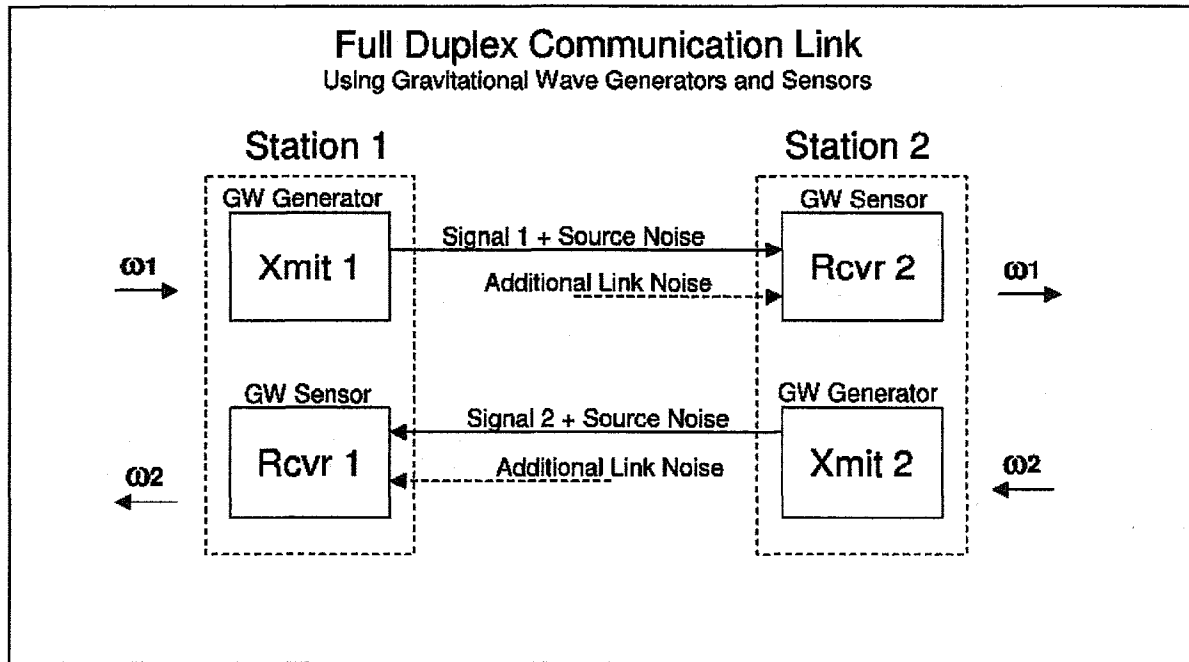 Full Duplex Communication Link
Using Gravitational Wave Generators and Sensors
Station 1
Station 2
GW Generator
GW Sensor
Xmit 1
Signal 1 + Source Noise
Rcvr 2
ω1
Additional Link Noise
ω1
GW Sensor
GW Generator
Rcvr 1
Signal 2 + Source Noise
Xmit 2
ω2
Additional Link Noise
ω2